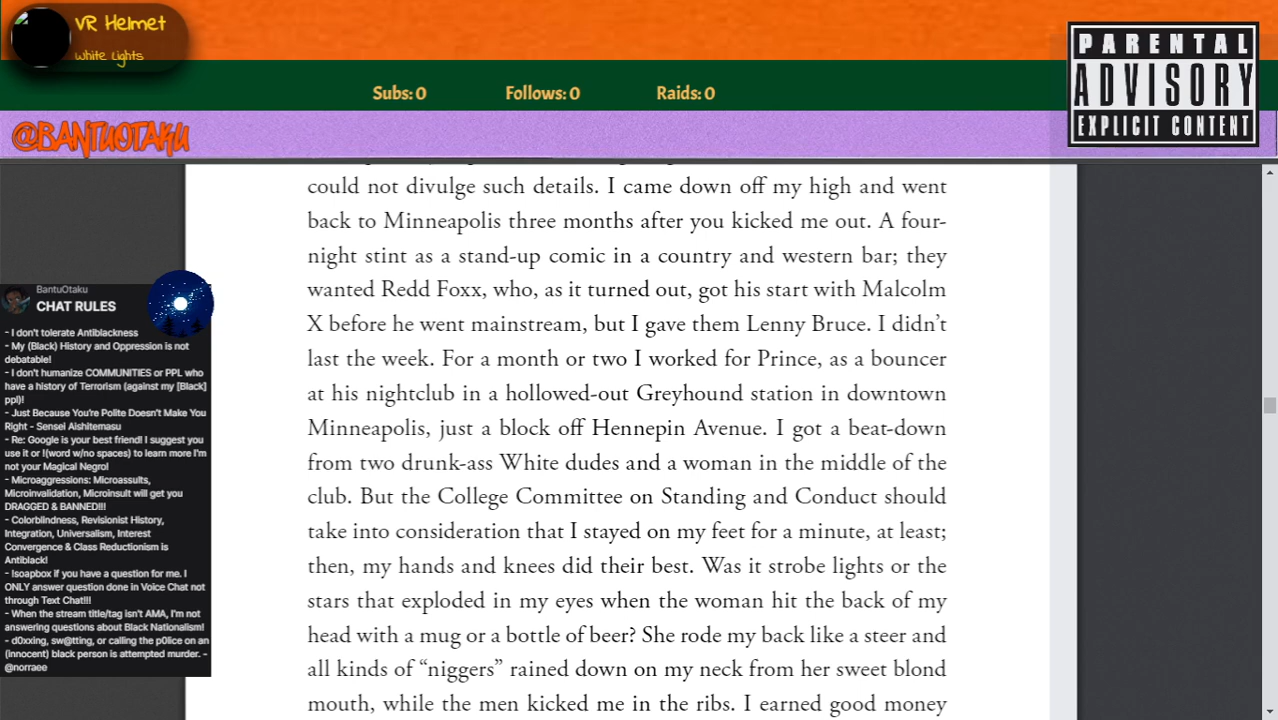 VR Helmet
White Lights
PARENTAL
ADVISORY
EXPLICIT CONTENT
Subs: 0
Follows: 0
Raids: 0
@BANTUOTAKU
could not divulge such details. I came down off my high and went
back to Minneapolis three months after you kicked me out. A four-
night stint as a stand-up comic in a country and western bar; they
wanted Redd Foxx, who, as it turned out, got his start with Malcolm
X before he went mainstream, but I gave them Lenny Bruce. I didn't
last the week. For a month or two I worked for Prince, as a bouncer
at his nightclub in a hollowed-out Greyhound station in downtown
Minneapolis, just a block off Hennepin Avenue. I got a beat-down
from two drunk-ass White dudes and a woman in the middle of the
club. But the College Committee on Standing and Conduct should
take into consideration that I stayed on my feet for a minute, at least;
then, my hands and knees did their best. Was it strobe lights or the
stars that exploded in my eyes when the woman hit the back of my
head with a mug or a bottle of beer? She rode my back like a steer and
all kinds of “niggers” rained down on my neck from her sweet blond
mouth, while the men kicked me in the ribs. I earned good money
BantuOtaku
CHAT RULES
- I don't tolerate Antiblackness
- My (Black) History and Oppression is not
debatable!
- I don't humanize COMMUNITIES or PPL who
have a history of Terrorism (against my [Black]
ppl)!
- Just Because You're Polite Doesn't Make You
Right - Sensei Aishitemasu
- Re: Google is your best friend! I suggest you
use it or !(word w/no spaces) to learn more I'm
not your Magical Negro!
- Microaggressions: Microassults,
Microinvalidation, Microinsult will get you
DRAGGED & BANNED!!!
- Colorblindness, Revisionist History,
Integration, Universalism, Interest
Convergence & Class Reductionism is
Antiblack!
- !soapbox if you have a question for me. I
ONLY answer question done in Voice Chat not
through Text Chat!!!
- When the stream title/tag isn't AMA, I'm not
answering questions about Black Nationalism!
- d0xxing, sw@tting, or calling the p0lice on an
(innocent) black person is attempted murder. -
@norraee